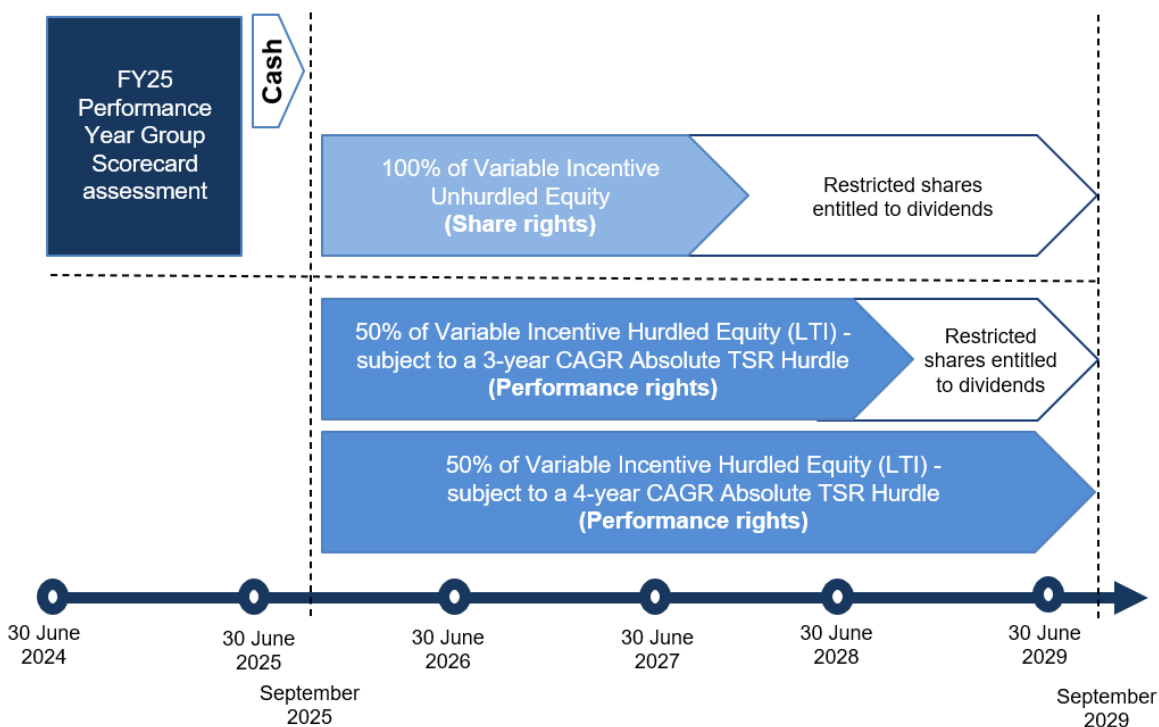 FY25
Performance
Year Group
Scorecard
assessment
Cash
100% of Variable Incentive
Unhurdled Equity
(Share rights)
Restricted shares
entitled to dividends
50% of Variable Incentive Hurdled Equity (LTI) -
subject to a 3-year CAGR Absolute TSR Hurdle
(Performance rights)
Restricted
shares entitled
to dividends
50% of Variable Incentive Hurdled Equity (LTI) -
subject to a 4-year CAGR Absolute TSR Hurdle
(Performance rights)
30 June
2024
30 June
2025
30 June
2026
30 June
2027
30 June
2028
30 June
2029
September
2025
September
2029